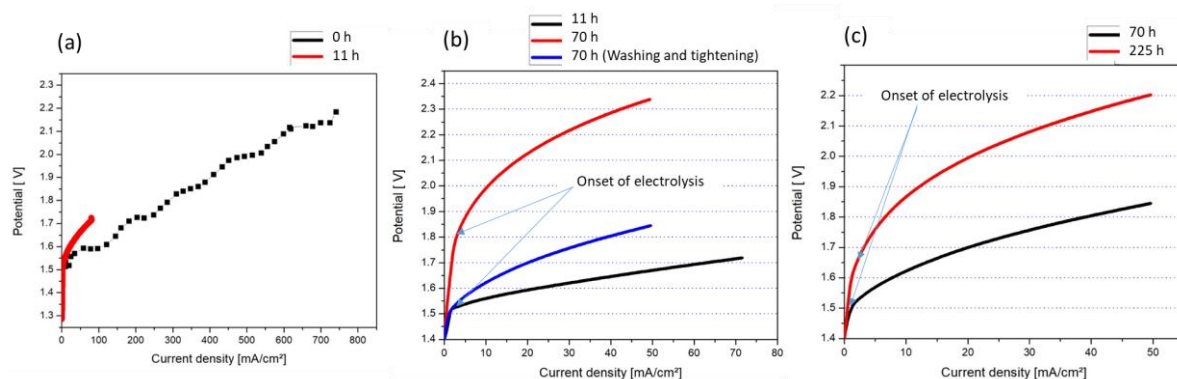 (a)
0 h
11 h
2.3
2.2
2.1
2.0
1.9
1.8
1.7
1.6
1.5
1.4
1.3
Potential [ V]
0 100 200 300 400 500 600 700 800
Current density [mA/cm²]
(b)
11 h
70 h
70 h (Washing and tightening)
2.4
2.3
2.2
2.1
2.0
1.9
1.8
1.7
1.6
1.5
1.4
Potential [ V]
Onset of electrolysis
0 10 20 30 40 50 60 70 80
Current density [mA/cm²]
(c)
70 h
225 h
2.2
2.1
2.0
1.9
1.8
1.7
1.6
1.5
1.4
Potential [ V]
Onset of electrolysis
0 10 20 30 40 50
Current density [mA/cm²]